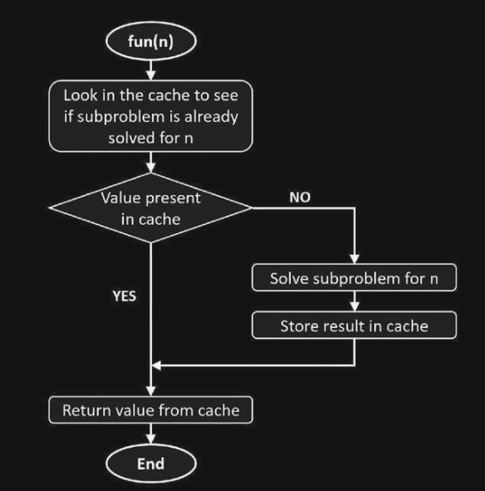 fun(n)
Look in the cache to see
if subproblem is already
solved for n
Value present
in cache
NO
YES
Solve subproblem for n
Store result in cache
Return value from cache
End